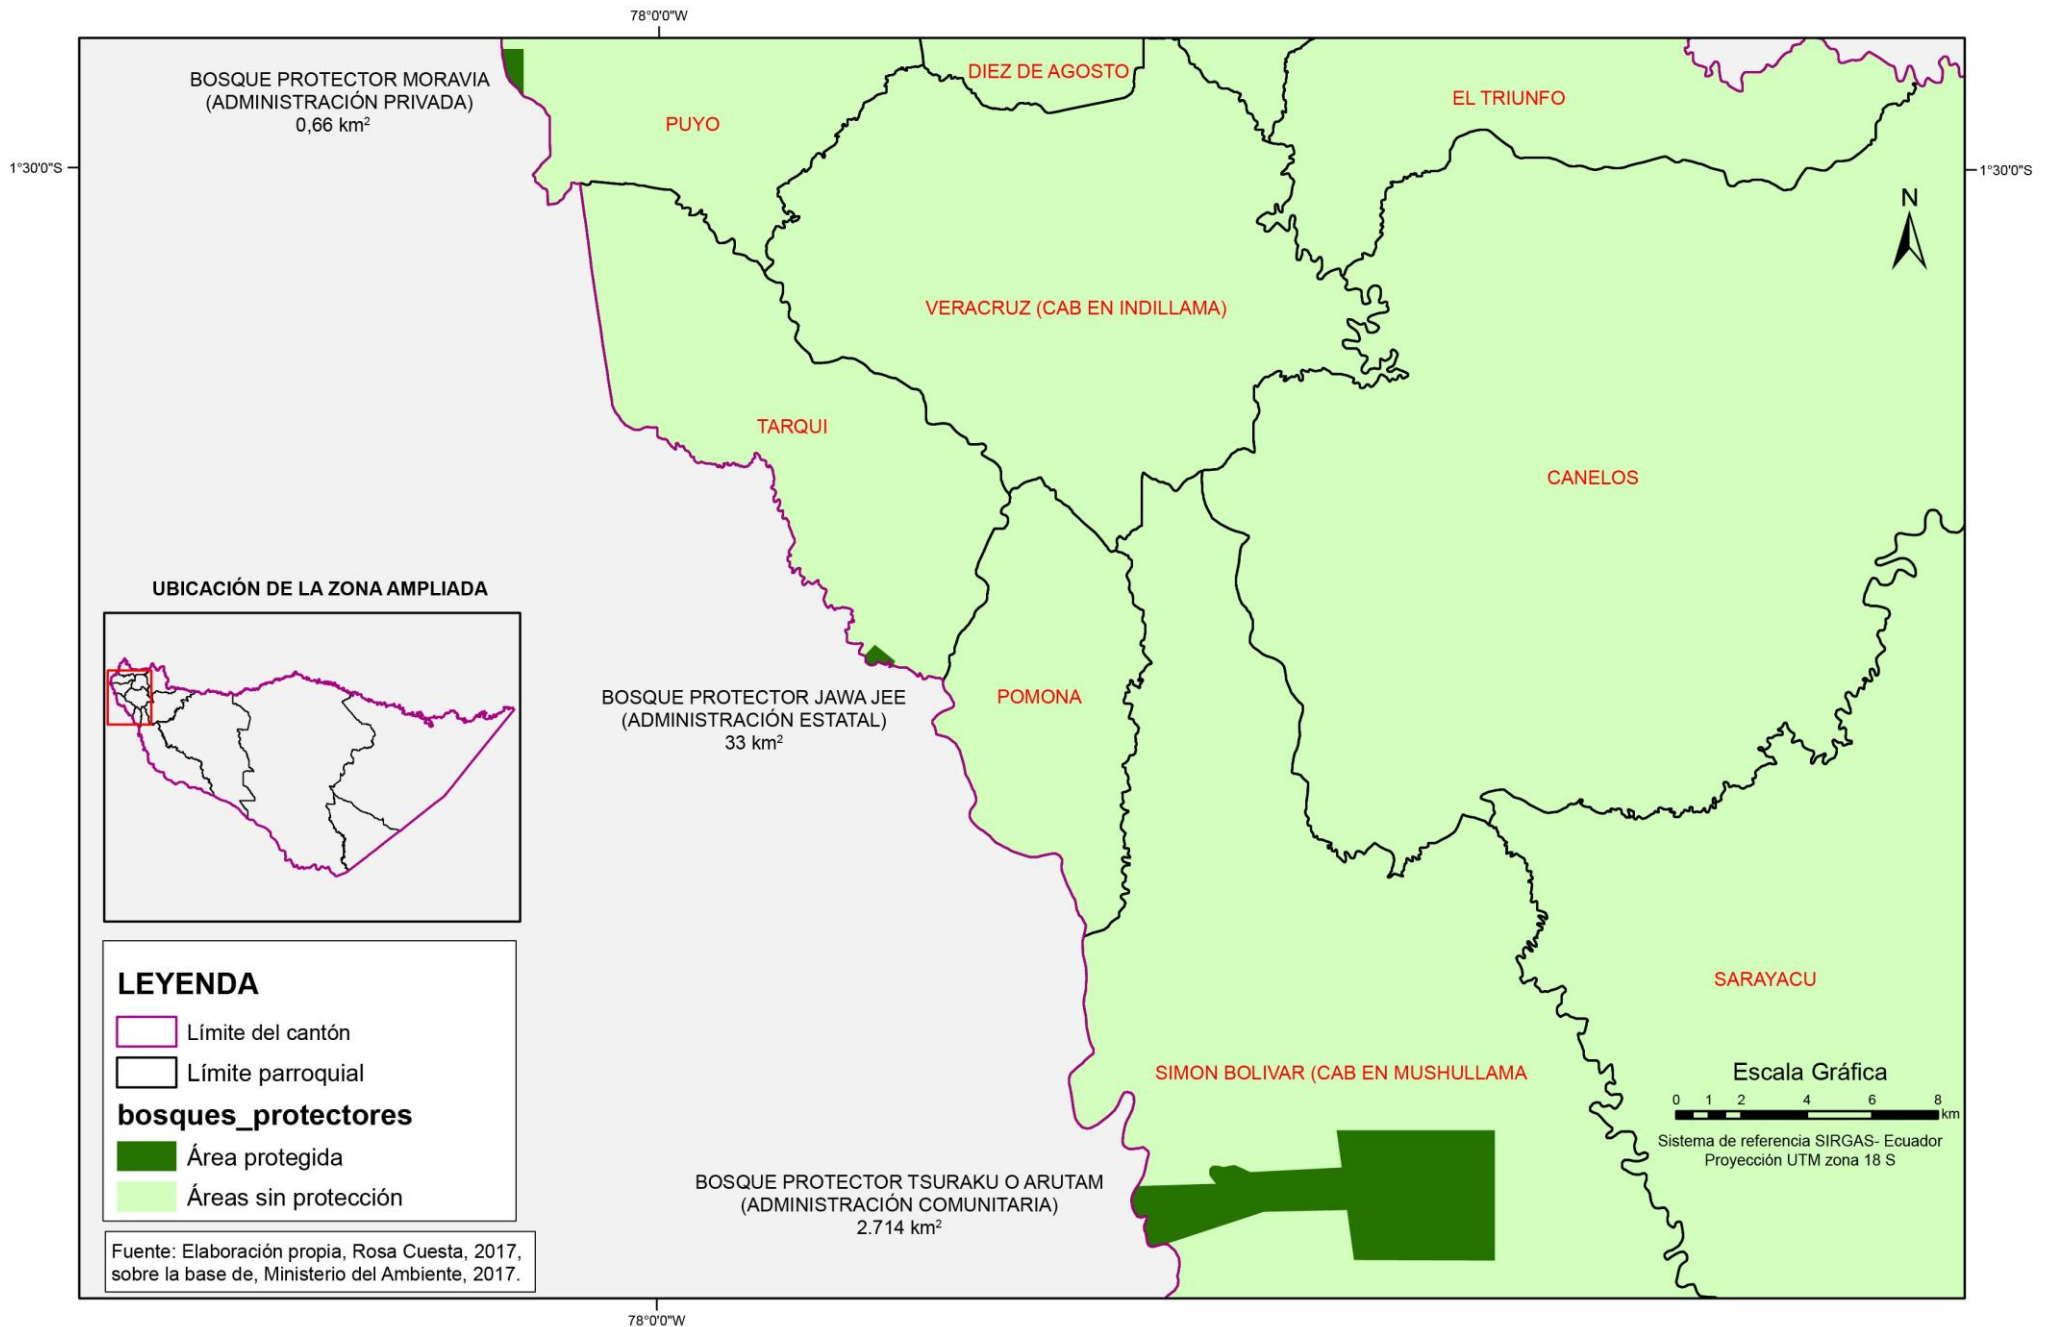 78°0'0"W
BOSQUE PROTECTOR MORAVIA
(ADMINISTRACIÓN PRIVADA)
0,66 km²
DIEZ DE AGOSTO
EL TRIUNFO
PUYO
1°30'0"S
1°30'0"S
N
VERACRUZ (CAB EN INDILLAMA)
TARQUI
CANELOS
UBICACIÓN DE LA ZONA AMPLIADA
BOSQUE PROTECTOR JAWA JEE
(ADMINISTRACIÓN ESTATAL)
33 km²
POMONA
LEYENDA
Límite del cantón
Límite parroquial
bosques_protectores
Área protegida
Áreas sin protección
Fuente: Elaboración propia, Rosa Cuesta, 2017,
sobre la base de, Ministerio del Ambiente, 2017.
SARAYACU
SIMON BOLIVAR (CAB EN MUSHULLAMA
Escala Gráfica
0 1 2 4 6 8
km
Sistema de referencia SIRGAS- Ecuador
Proyección UTM zona 18 S
BOSQUE PROTECTOR TSURAKU O ARUTAM
(ADMINISTRACIÓN COMUNITARIA)
2.714 km²
78°0'0"W